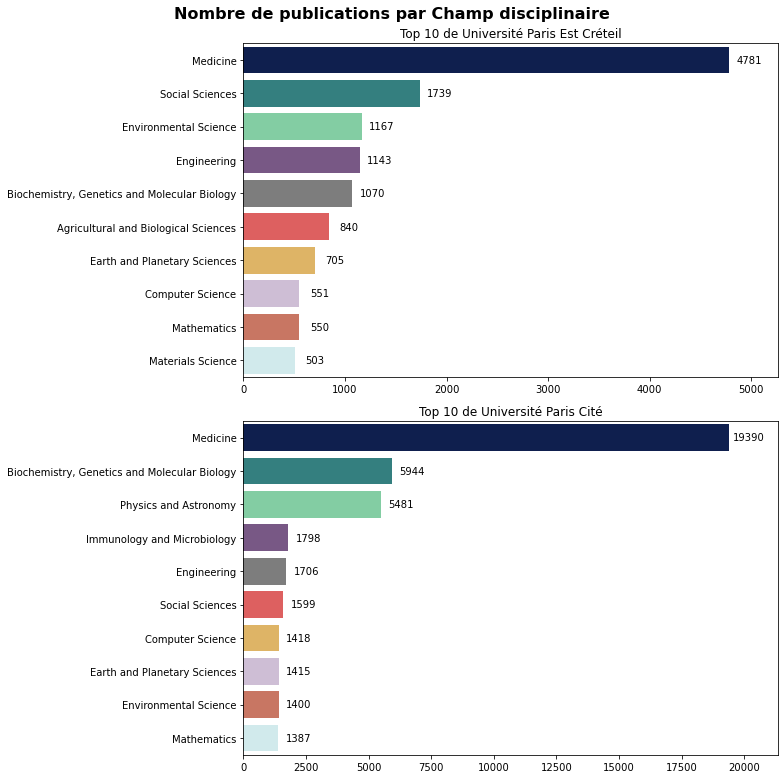 Nombre de publications par Champ disciplinaire
Top 10 de Université Paris Est Créteil
Medicine 4781
Social Sciences 1739
Environmental Science 1167
Engineering 1143
Biochemistry, Genetics and Molecular Biology 1070
Agricultural and Biological Sciences 840
Earth and Planetary Sciences 705
Computer Science 551
Mathematics 550
Materials Science 503
0 1000 2000 3000 4000 5000
Top 10 de Université Paris Cité
Medicine 19390
Biochemistry, Genetics and Molecular Biology 5944
Physics and Astronomy 5481
Immunology and Microbiology 1798
Engineering 1706
Social Sciences 1599
Computer Science 1418
Earth and Planetary Sciences 1415
Environmental Science 1400
Mathematics 1387
0 2500 5000 7500 10000 12500 15000 17500 20000